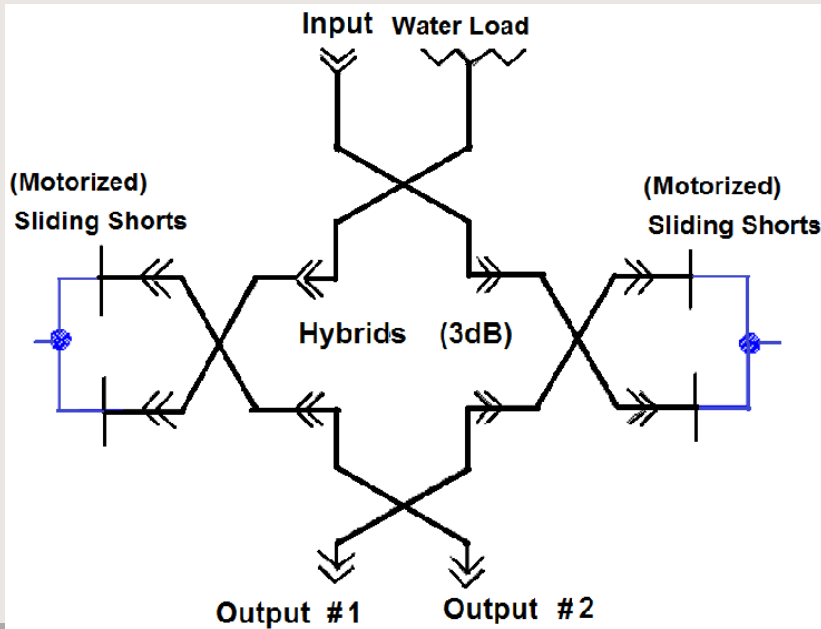 Input Water Load
(Motorized)
Sliding Shorts
(Motorized)
Sliding Shorts
Hybrids (3dB)
Output #1
Output #2